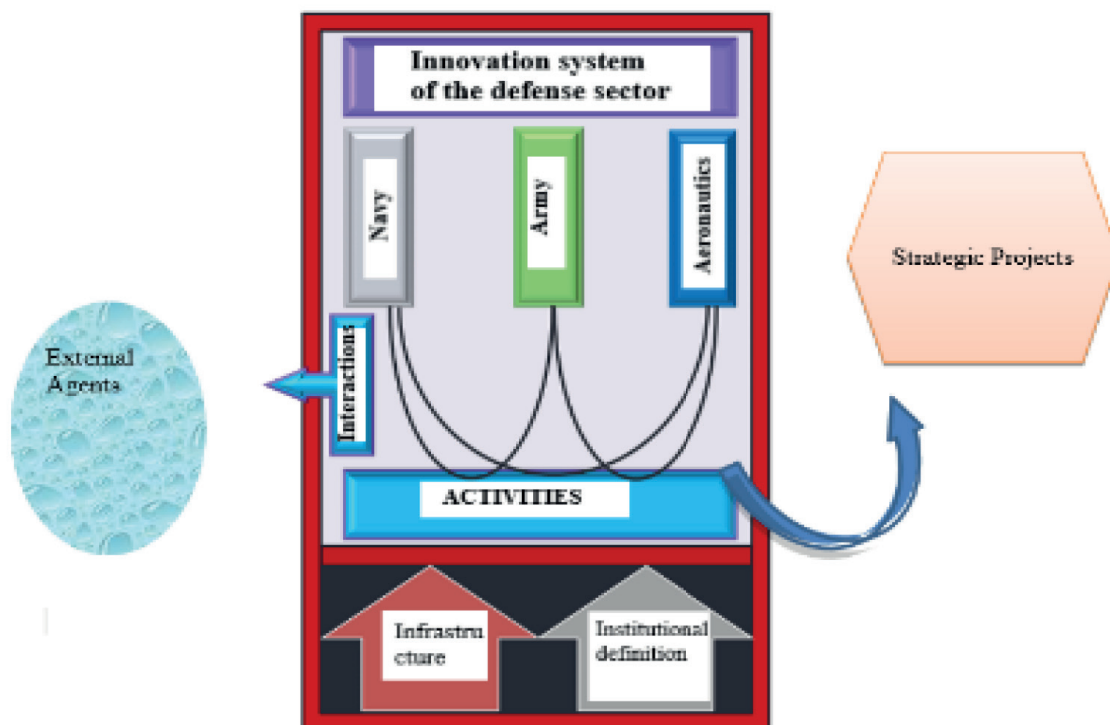 Innovation system
of the defense sector
Navy
Army
Aeronautics
Strategic Projects
External
Agents
Interactions
ACTIVITIES
Infrastru
cture
Institutional
definition